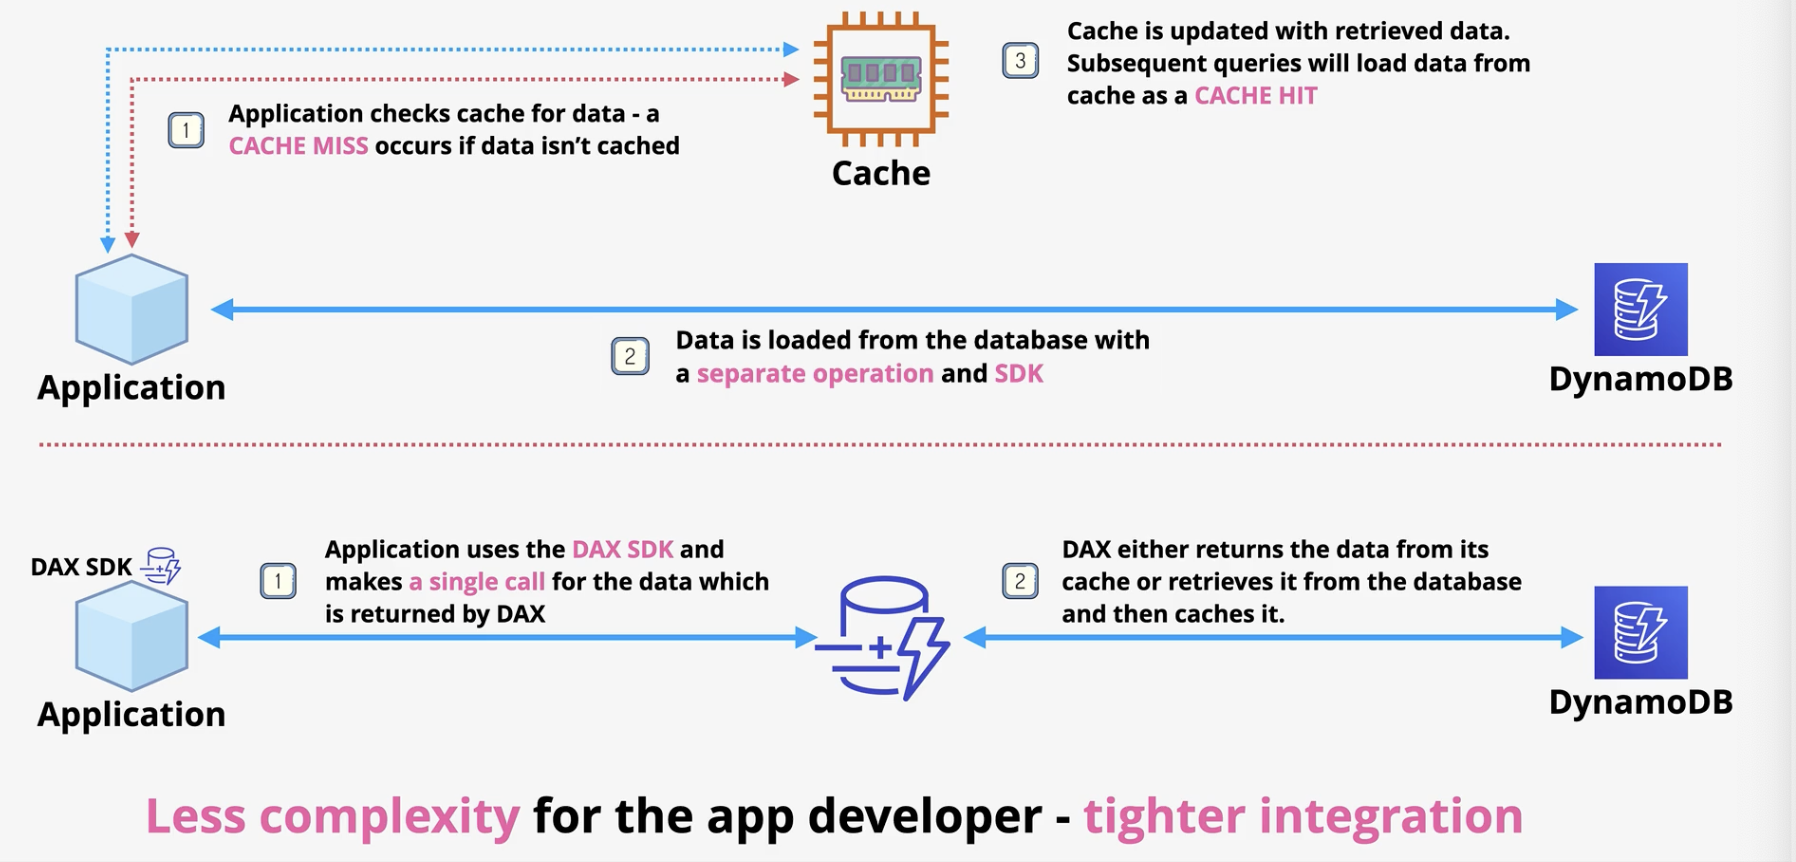 1
Application checks cache for data - a
CACHE MISS occurs if data isn’t cached
Cache
3
Cache is updated with retrieved data.
Subsequent queries will load data from
cache as a CACHE HIT
Application
2
Data is loaded from the database with
a separate operation and SDK
DynamoDB
DAX SDK
Application
1
Application uses the DAX SDK and
makes a single call for the data which
is returned by DAX
2
DAX either returns the data from its
cache or retrieves it from the database
and then caches it.
DynamoDB
Less complexity for the app developer - tighter integration